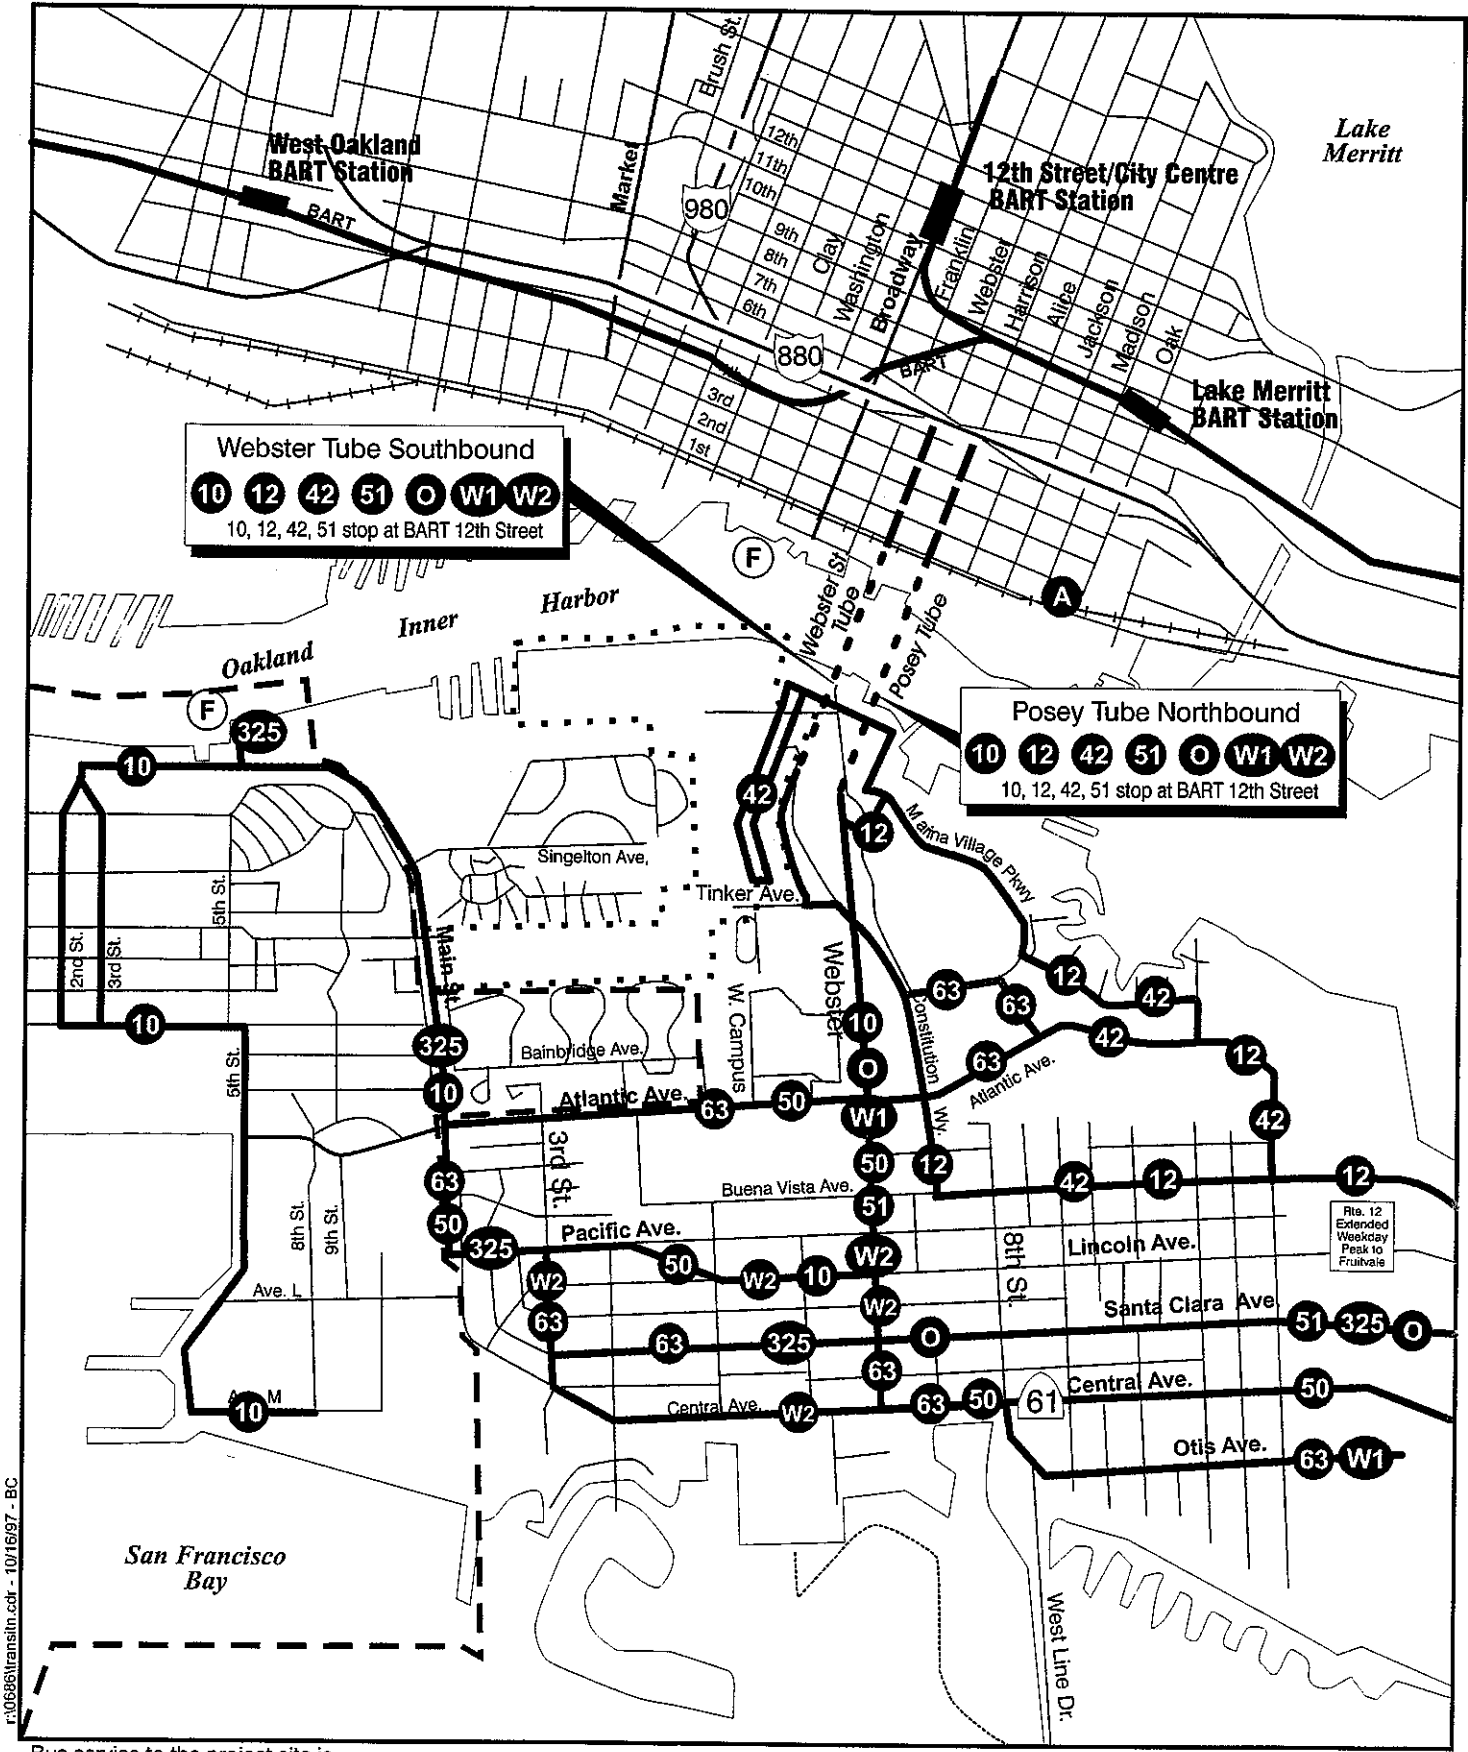 Brush St.
Lake
Merritt
12th
11th
10th
9th
8th
7th
6th
West Oakland
BART Station
BART
Market
980
Clay
Washington
Broadway
Franklin
Webster
Harrison
Alice
Jackson
Madison
Oak
12th Street/City Centre
BART Station
880
BART
Lake Merritt
BART Station
3rd
2nd
1st
Webster Tube Southbound
10 12 42 51 O W1 W2
10, 12, 42, 51 stop at BART 12th Street
F
A
Oakland Inner Harbor
Webster St
Tube
Posey Tube
Posey Tube Northbound
10 12 42 51 O W1 W2
10, 12, 42, 51 stop at BART 12th Street
F
325
10
42
12
Marina Village Pkwy
Singelton Ave,
Tinker Ave.
5th St.
2nd St.
3rd St.
Main St.
Webster
W. Campus
Constitution
Wy.
63
63
12
42
10
10
325
Bainbridge Ave.
O
63
42
12
Atlantic Ave.
5th St.
10
Atlantic Ave.
63
50
W1
42
3rd St.
63
50
12
Buena Vista Ave.
42
12
12
51
8th St.
9th St.
50
Pacific Ave.
325
50
W2
10
W2
W2
8th St.
Lincoln Ave.
Rte. 12
Extended
Weekday
Peak to
Fruitvale
Ave. L
W2
63
63
325
O
Santa Clara Ave
51
325
O
63
A M
10
Central Ave.
W2
63
50
61
Central Ave.
50
Otis Ave.
63
W1
San Francisco
Bay
West Line Dr.
r:\0686\transitn.cdr - 10/16/97 - BC
Bus service to the project site is